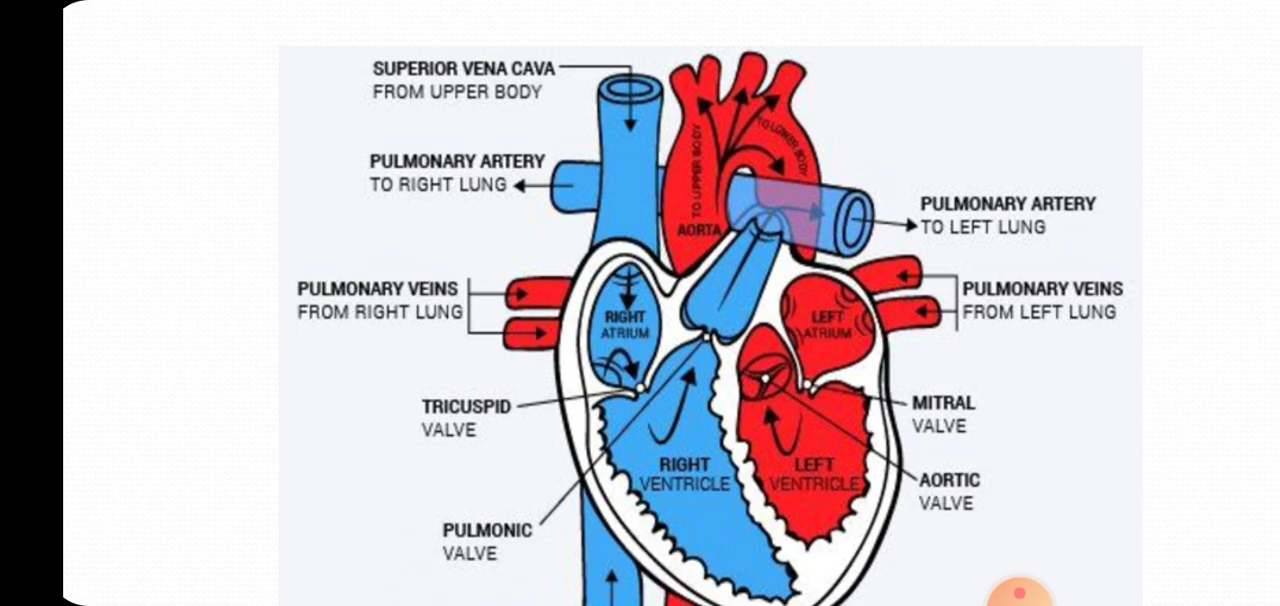 SUPERIOR VENA CAVA
FROM UPPER BODY
PULMONARY ARTERY
TO RIGHT LUNG
TO UPPER BODY
TO LOWER BODY
AORTA
PULMONARY ARTERY
TO LEFT LUNG
PULMONARY VEINS
FROM RIGHT LUNG
PULMONARY VEINS
FROM LEFT LUNG
RIGHT
ATRIUM
LEFT
ATRIUM
TRICUSPID
VALVE
MITRAL
VALVE
RIGHT
VENTRICLE
LEFT
VENTRICLE
AORTIC
VALVE
PULMONIC
VALVE